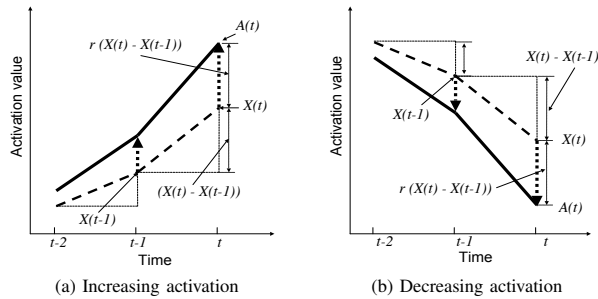 A(t)
r (X(t) - X(t-1))
Activation value
X(t)
X(t-1)
(X(t) - X(t-1))
t-2
t-1
t
Time
(a) Increasing activation
X(t) - X(t-1)
Activation value
X(t-1)
X(t)
r (X(t) - X(t-1))
A(t)
t-2
t-1
t
Time
(b) Decreasing activation